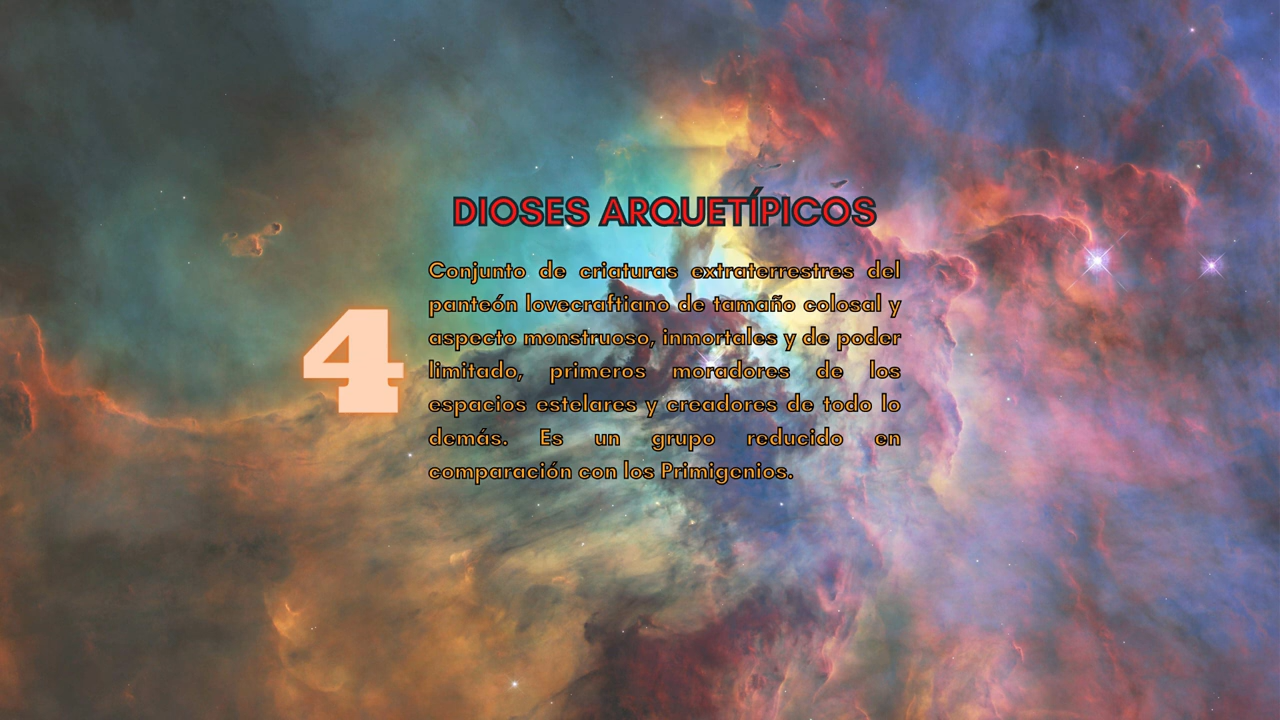 DIOSES ARQUETÍPICOS
Conjunto de criaturas extraterrestres del
panteón lovecraftiano de tamaño colosal y
aspecto monstruoso, inmortales y de poder
limitado, primeros moradores de los
espacios estelares y creadores de todo lo
demás. Es un grupo reducido en
comparación con los Primigenios.
4